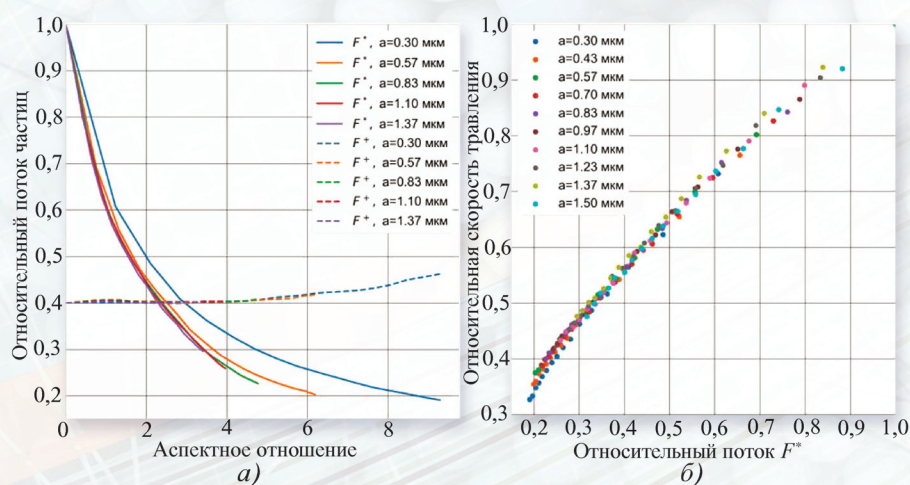 Относительный поток частиц
1,0
0,9
0,8
0,7
0,6
0,5
0,4
0,3
0,2
0
2
4
6
8
Аспектное отношение
F*, a=0.30 мкм
F*, a=0.57 мкм
F*, a=0.83 мкм
F*, a=1.10 мкм
F*, a=1.37 мкм
F+, a=0.30 мкм
F+, a=0.57 мкм
F+, a=0.83 мкм
F+, a=1.10 мкм
F+, a=1.37 мкм
а)
Относительная скорость травления
1,0
0,9
0,8
0,7
0,6
0,5
0,4
0,3
0,2 0,3 0,4 0,5 0,6 0,7 0,8 0,9 1,0
Относительный поток F*
a=0.30 мкм
a=0.43 мкм
a=0.57 мкм
a=0.70 мкм
a=0.83 мкм
a=0.97 мкм
a=1.10 мкм
a=1.23 мкм
a=1.37 мкм
a=1.50 мкм
б)